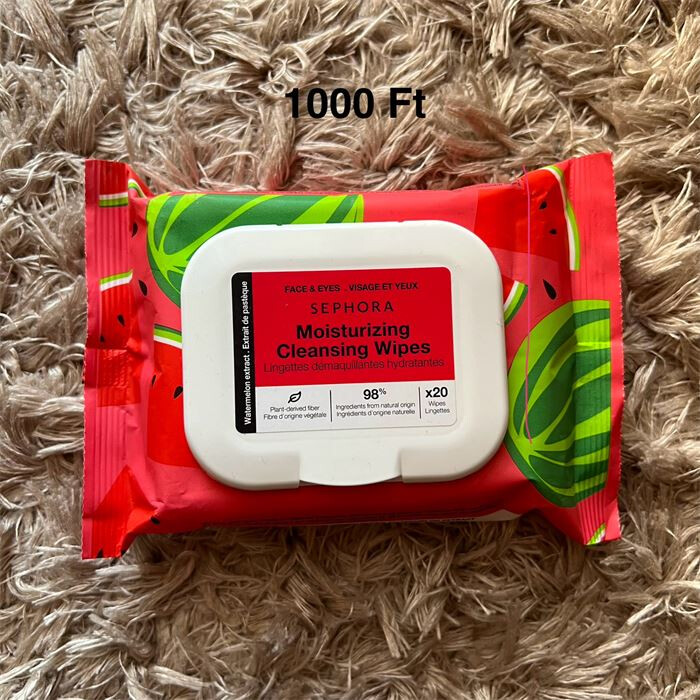 1000 Ft
FACE & EYES . VISAGE ET YEUX
SEPHORA
Moisturizing
Cleansing Wipes
Lingettes démaquillantes hydratantes
Watermelon extract . Extrait de pastèque
Plant-derived fiber
Fibre d'origine végétale
98%
Ingredients from natural origin
Ingrédients d'origine naturelle
x20
Wipes
Lingettes